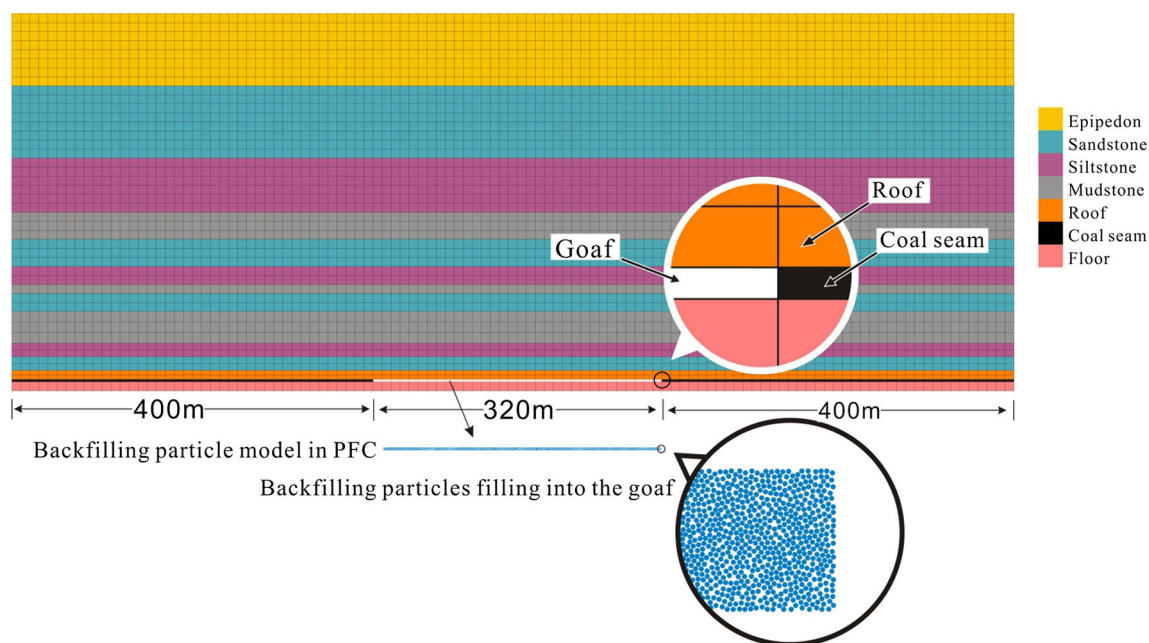 Epipedon
Sandstone
Siltstone
Mudstone
Roof
Coal seam
Floor
Roof
Coal seam
Goaf
400m
320m
400m
Backfilling particle model in PFC
Backfilling particles filling into the goaf